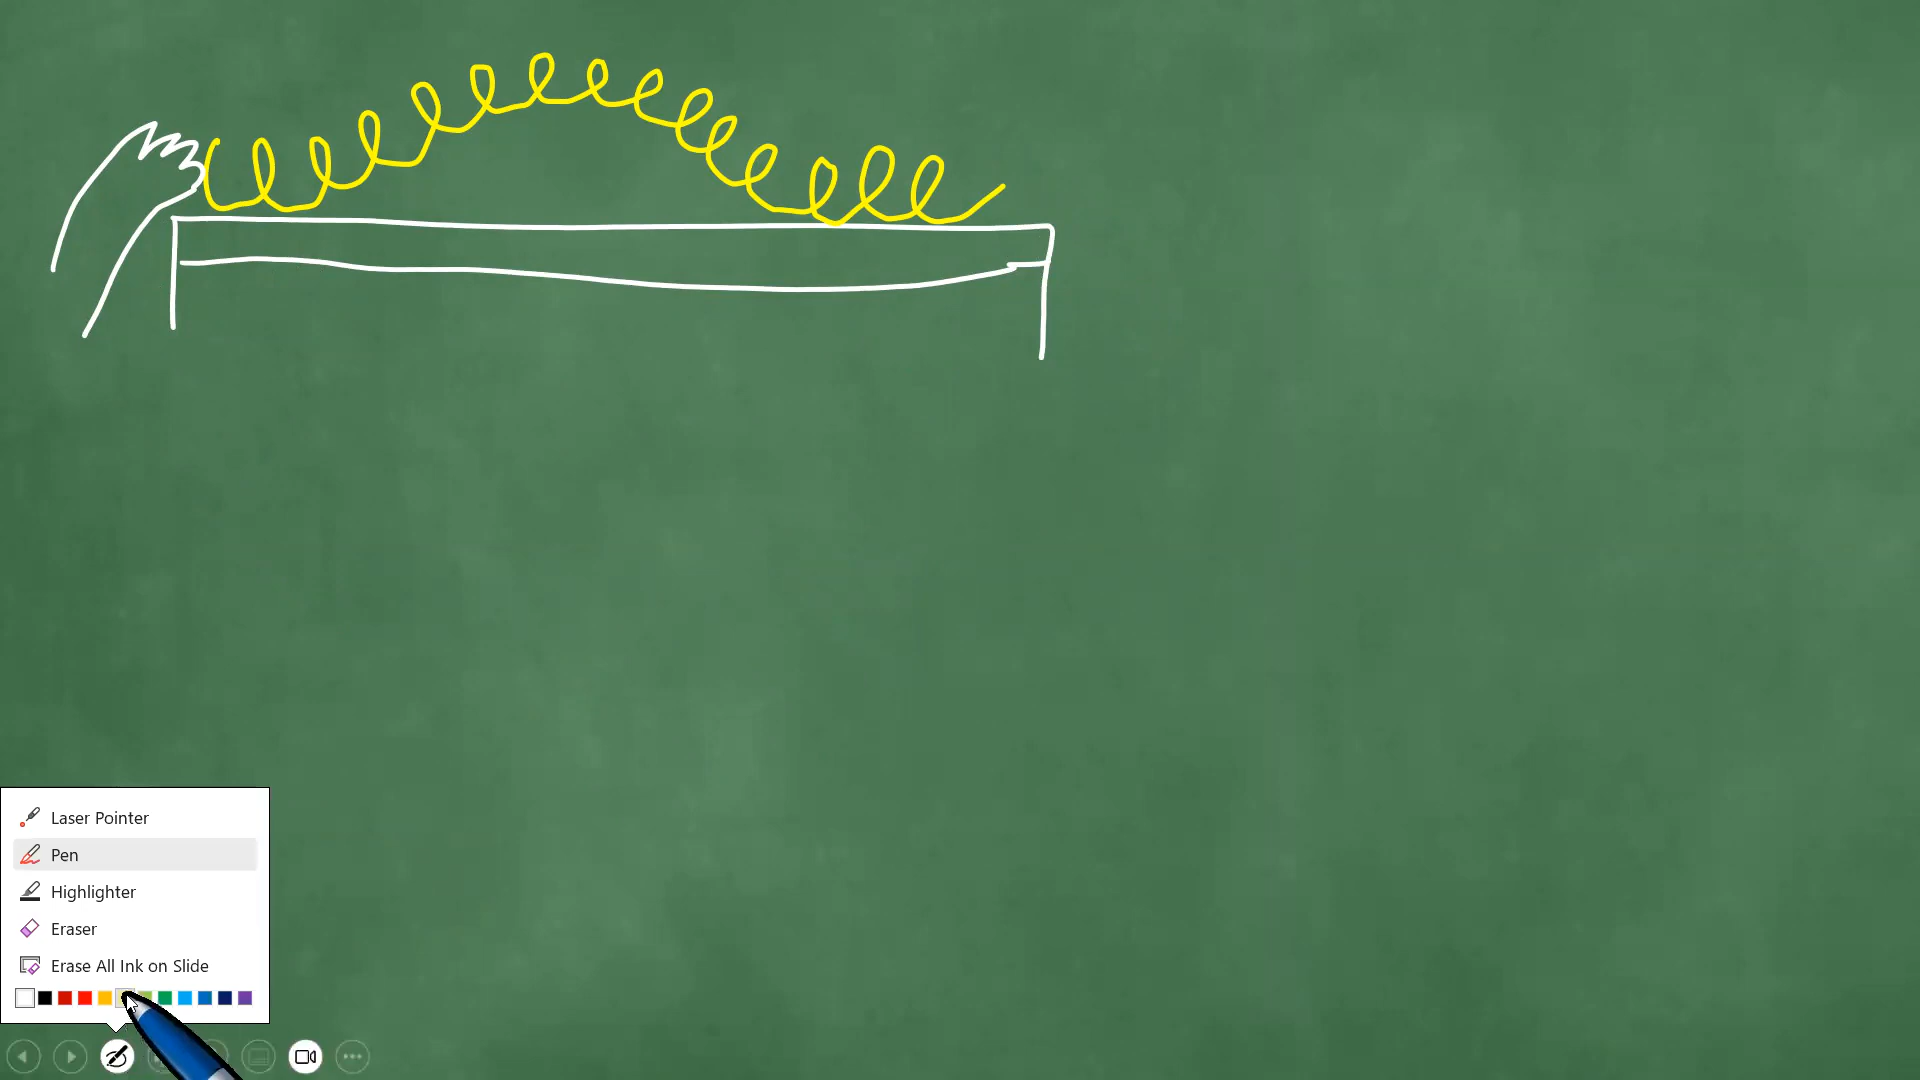 Laser Pointer
Pen
Highlighter
Eraser
Erase All Ink on Slide